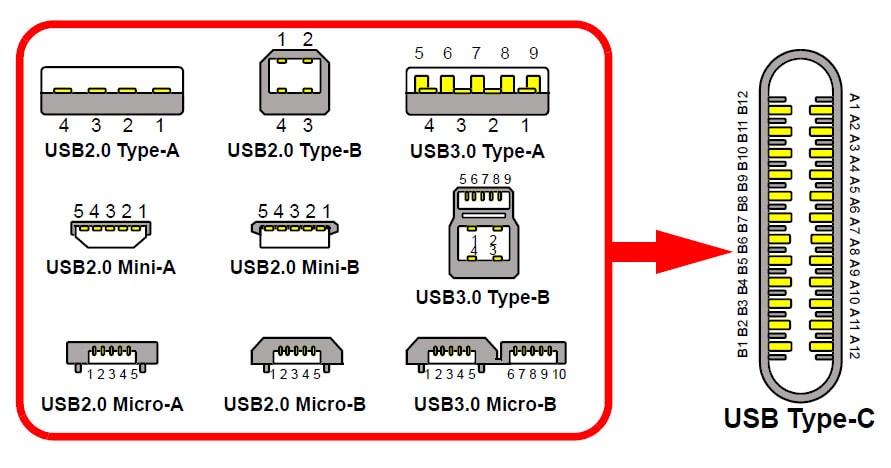 1 2
5 6 7 8 9
4 3 2 1
4 3
4 3 2 1
USB2.0 Type-A
USB2.0 Type-B
USB3.0 Type-A
5 4 3 2 1
5 4 3 2 1
5 6 7 8 9
1 2
4 3
USB2.0 Mini-A
USB2.0 Mini-B
USB3.0 Type-B
1 2 3 4 5
1 2 3 4 5
1 2 3 4 5
6 7 8 9 10
USB2.0 Micro-A
USB2.0 Micro-B
USB3.0 Micro-B
B1 B2 B3 B4 B5 B6 B7 B8 B9 B10 B11 B12
A1 A2 A3 A4 A5 A6 A7 A8 A9 A10 A11 A12
USB Type-C